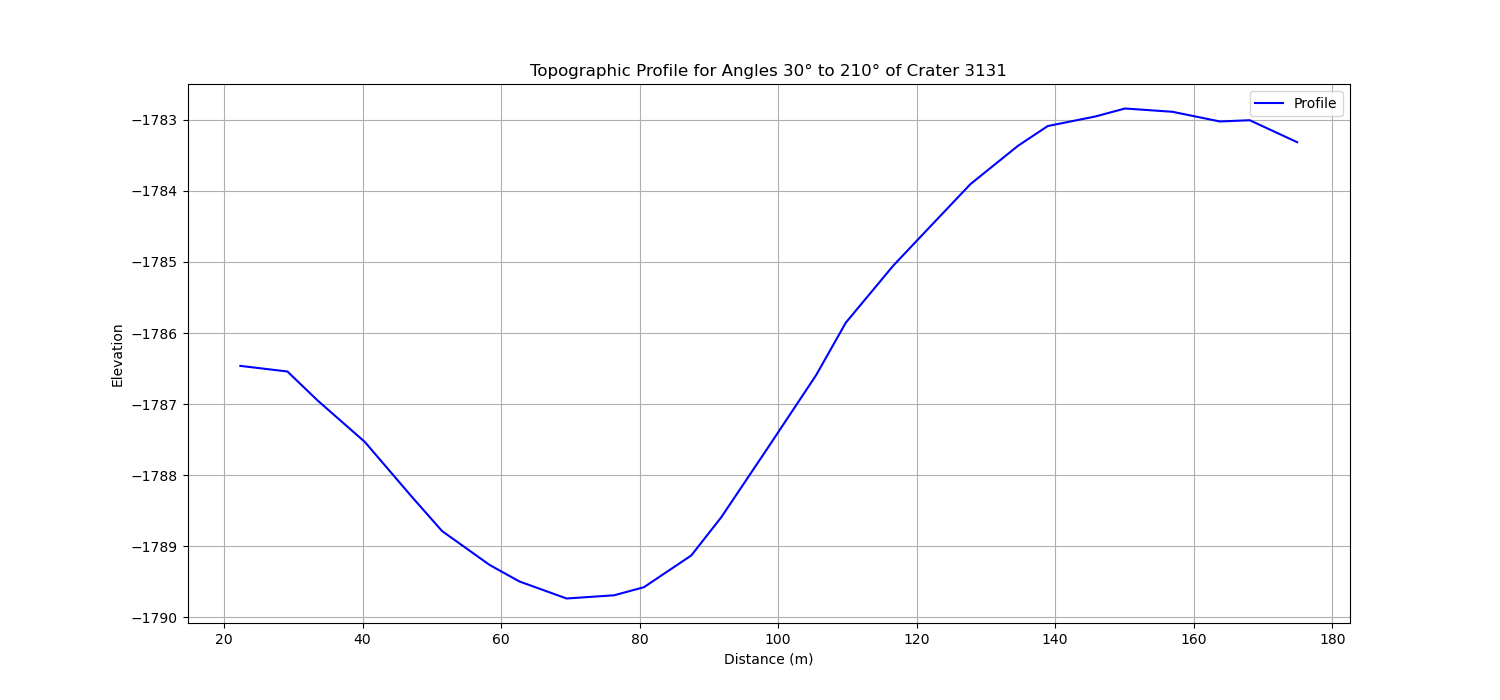 Topographic Profile for Angles 30° to 210° of Crater 3131
Profile
−1783
−1784
−1785
−1786
−1787
−1788
−1789
−1790
Elevation
20 40 60 80 100 120 140 160 180
Distance (m)